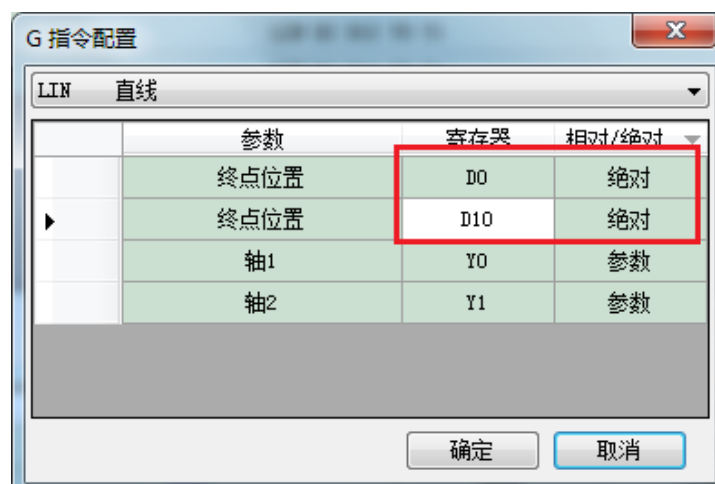 G 指令配置
LIN 直线
参数 寄存器 相对/绝对
终点位置 D0 绝对
终点位置 D10 绝对
轴1 Y0 参数
轴2 Y1 参数
确定 取消